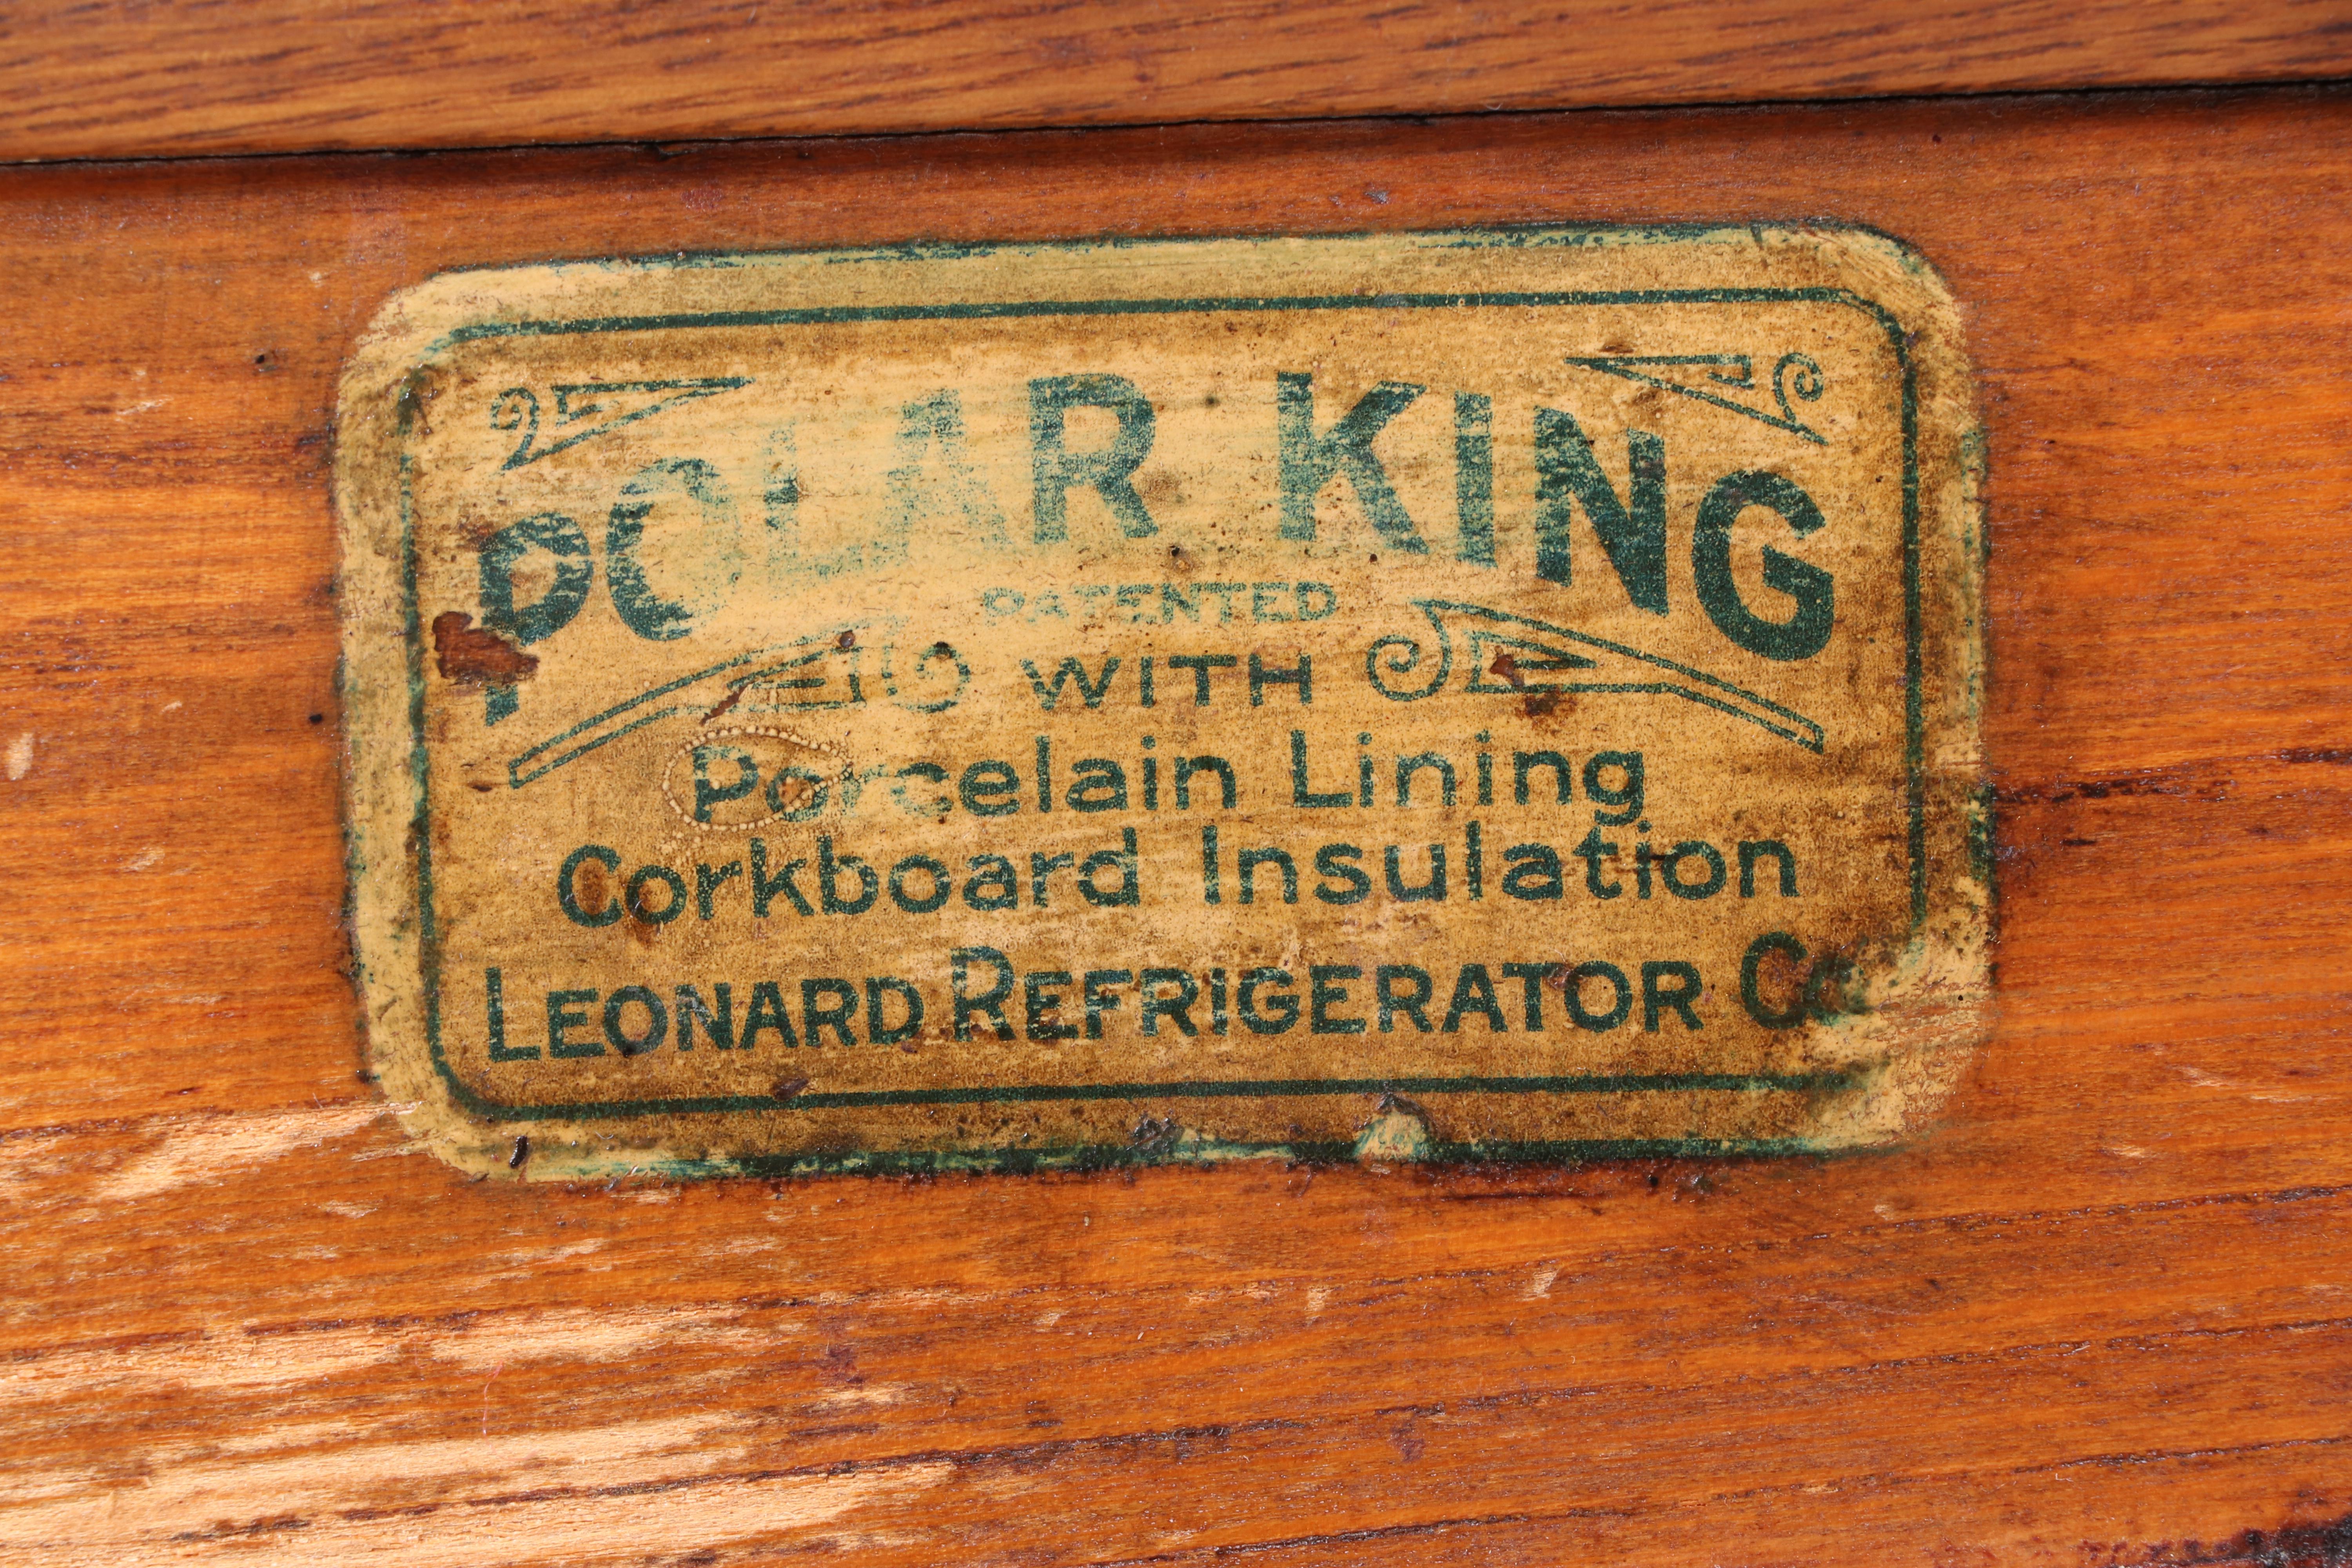 POLAR KING
PATENTED
WITH
Porcelain Lining
Corkboard Insulation
LEONARD REFRIGERATOR Co